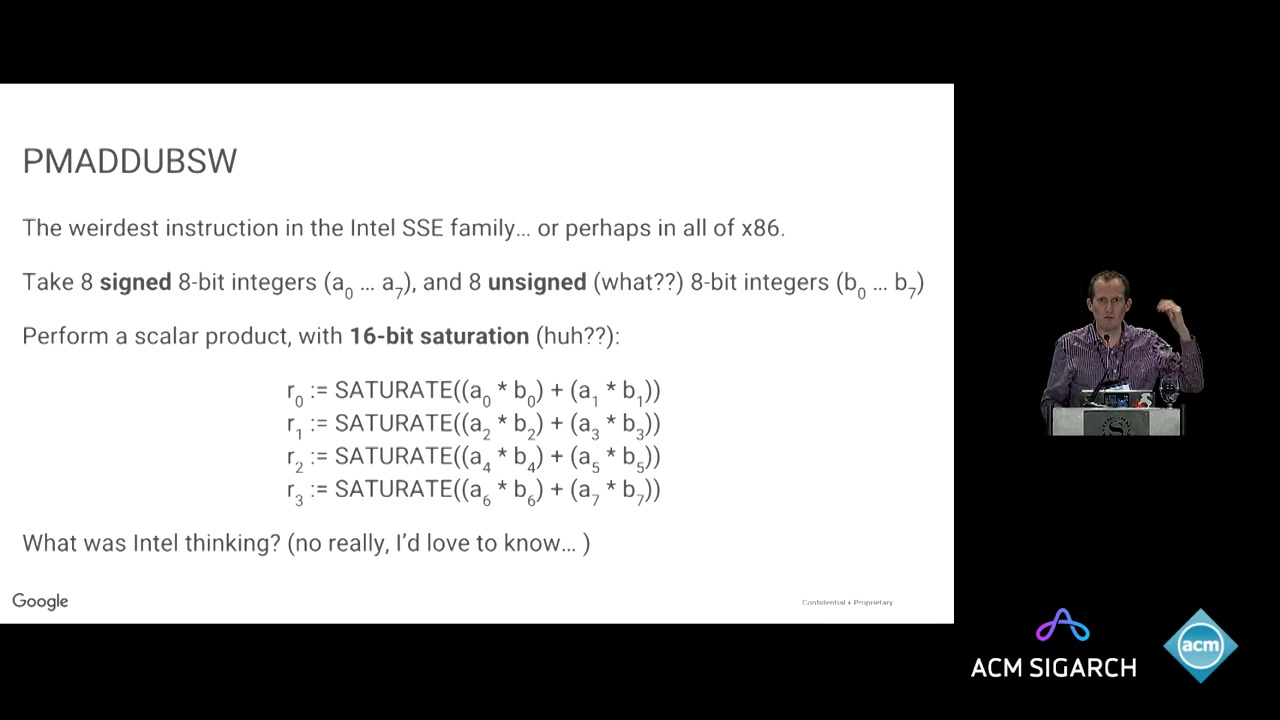 PMADDUBSW
The weirdest instruction in the Intel SSE family... or perhaps in all of x86.
Take 8 signed 8-bit integers (a0 ... a7), and 8 unsigned (what??) 8-bit integers (b0 ... b7)
Perform a scalar product, with 16-bit saturation (huh??):
r0 := SATURATE((a0 * b0) + (a1 * b1))
r1 := SATURATE((a2 * b2) + (a3 * b3))
r2 := SATURATE((a4 * b4) + (a5 * b5))
r3 := SATURATE((a6 * b6) + (a7 * b7))
What was Intel thinking? (no really, I'd love to know... )
Google
Confidential + Proprietary
S
ACM SIGARCH
acm